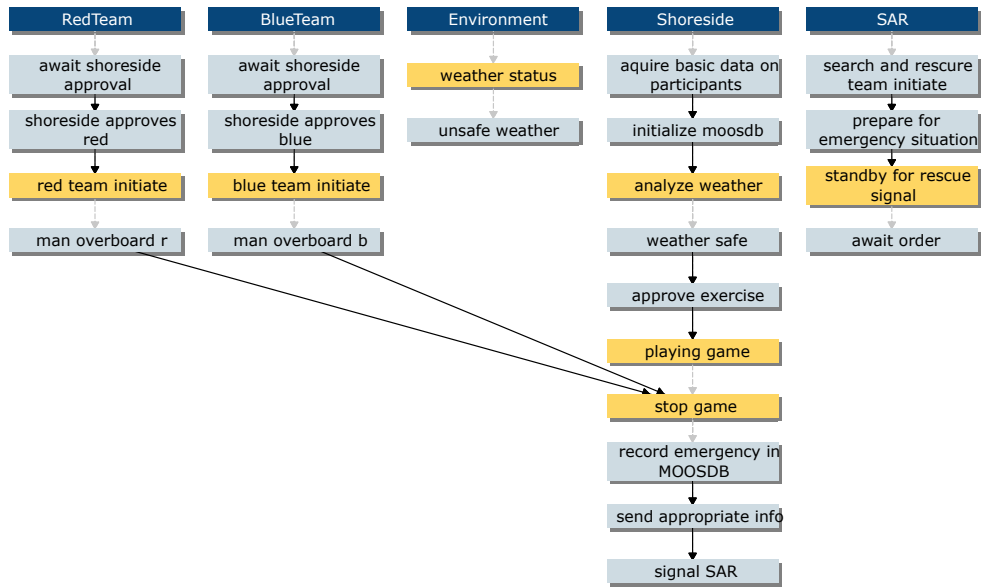 RedTeam
BlueTeam
Environment
Shoreside
SAR
await shoreside
approval
shoreside approves
red
red team initiate
man overboard r
await shoreside
approval
shoreside approves
blue
blue team initiate
man overboard b
weather status
unsafe weather
aquire basic data on
participants
initialize moosdb
analyze weather
weather safe
approve exercise
playing game
stop game
record emergency in
MOOSDB
send appropriate info
signal SAR
search and rescure
team initiate
prepare for
emergency situation
standby for rescue
signal
await order